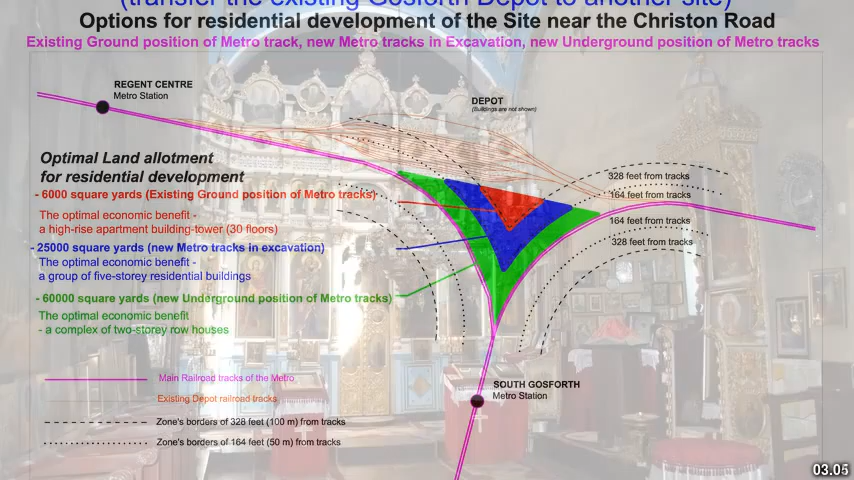 (transfer the existing Gosforth Depot to another site)
Options for residential development of the Site near the Christon Road
Existing Ground position of Metro track, new Metro tracks in Excavation, new Underground position of Metro tracks
REGENT CENTRE
Metro Station
DEPOT
(Buildings are not shown)
Optimal Land allotment
for residential development
- 6000 square yards (Existing Ground position of Metro tracks)
The optimal economic benefit -
a high-rise apartment building-tower (30 floors)
- 25000 square yards (new Metro tracks in excavation)
The optimal economic benefit -
a group of five-storey residential buildings
- 60000 square yards (new Underground position of Metro tracks)
The optimal economic benefit
- a complex of two-storey row houses
328 feet from tracks
164 feet from tracks
164 feet from tracks
328 feet from tracks
Main Railroad tracks of the Metro
Existing Depot railroad tracks
Zone's borders of 328 feet (100 m) from tracks
Zone's borders of 164 feet (50 m) from tracks
SOUTH GOSFORTH
Metro Station
03.05